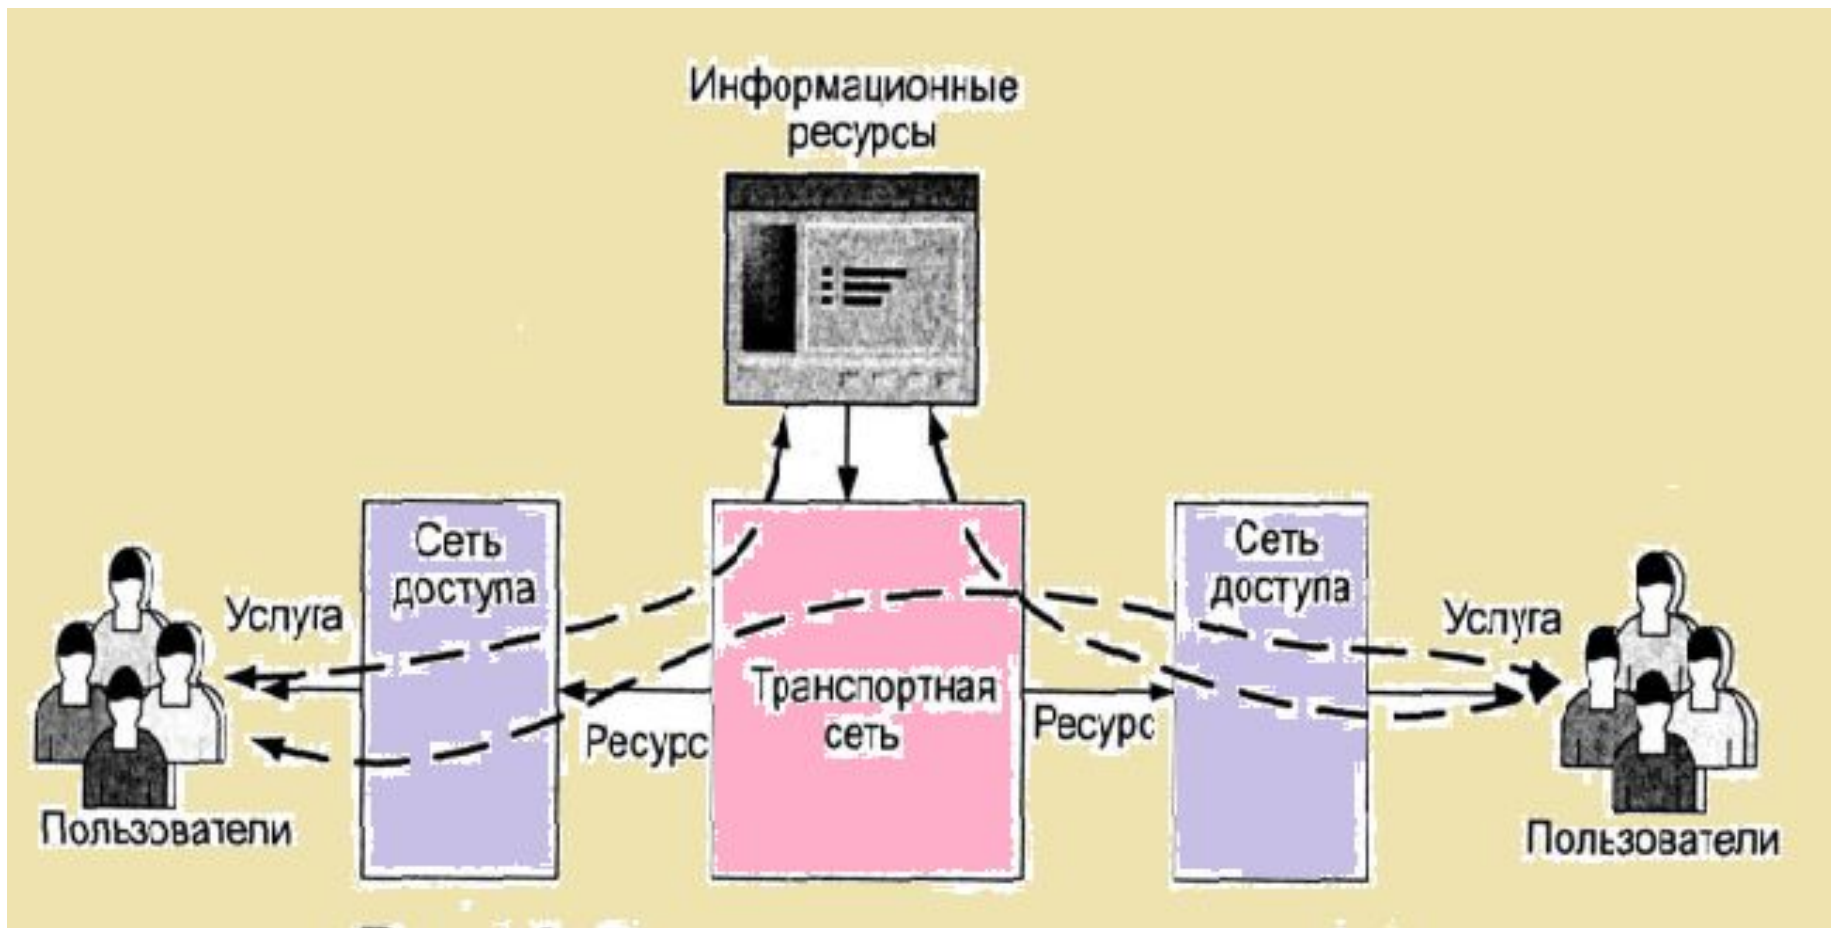 Информационные
ресурсы
Сеть
доступа
Сеть
доступа
Услуга
Услуга
Транспортная
сеть
Ресурс
Ресурс
Пользователи
Пользователи